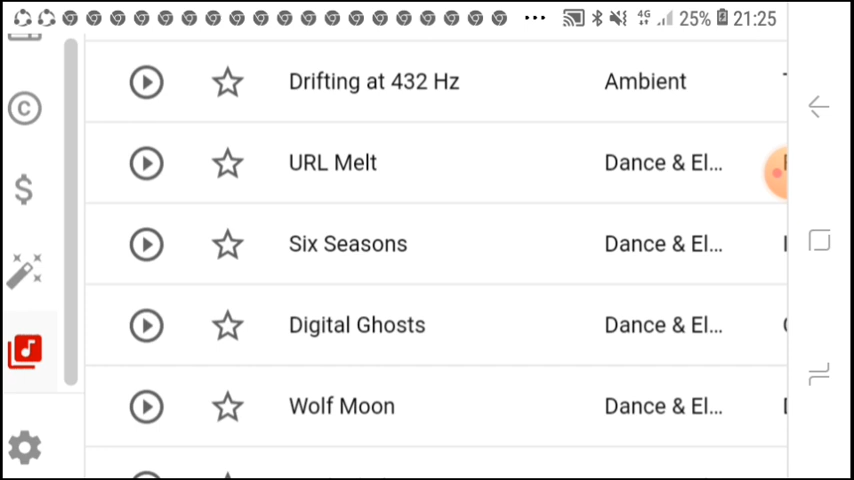 4G 25% 21:25
Drifting at 432 Hz Ambient
URL Melt Dance & El...
Six Seasons Dance & El...
Digital Ghosts Dance & El...
Wolf Moon Dance & El...